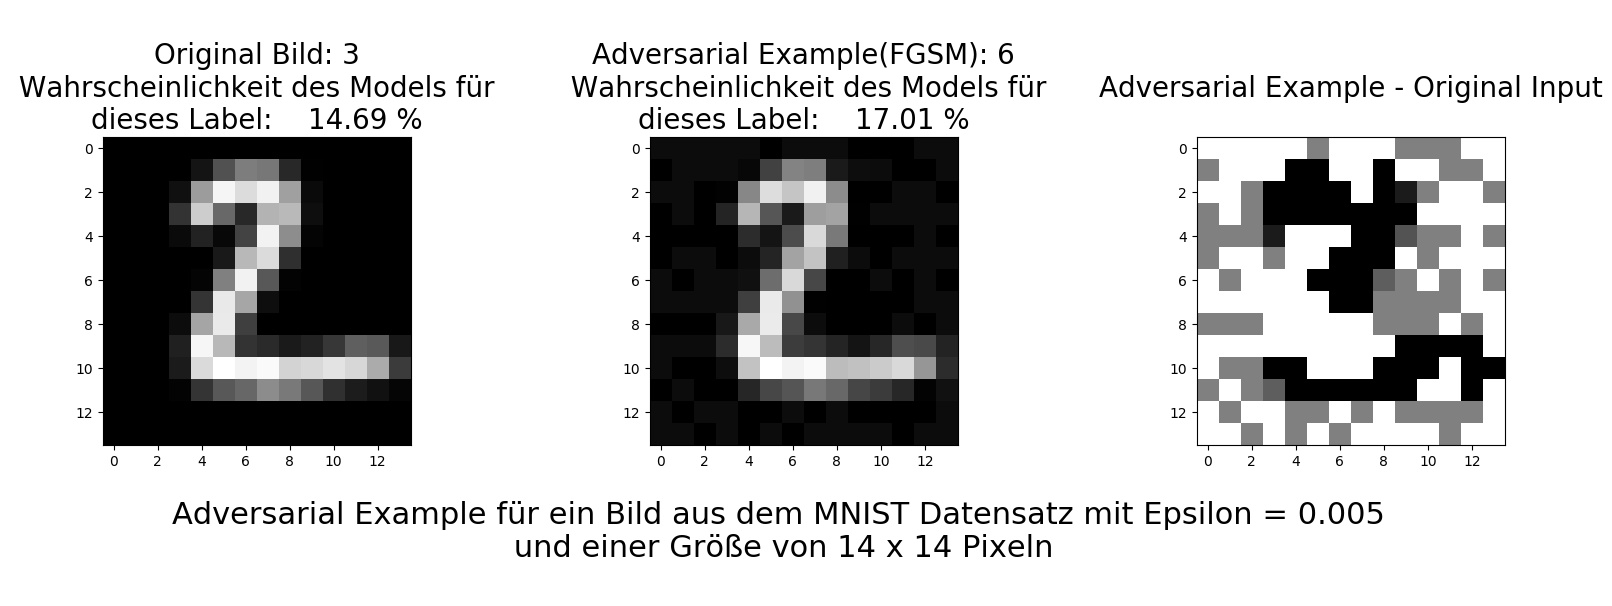 Original Bild: 3
Wahrscheinlichkeit des Models für
dieses Label:    14.69 %
0
2
4
6
8
10
12
0 2 4 6 8 10 12
Adversarial Example(FGSM): 6
Wahrscheinlichkeit des Models für
dieses Label:    17.01 %
0
2
4
6
8
10
12
0 2 4 6 8 10 12
Adversarial Example - Original Input
0
2
4
6
8
10
12
0 2 4 6 8 10 12
Adversarial Example für ein Bild aus dem MNIST Datensatz mit Epsilon = 0.005
und einer Größe von 14 x 14 Pixeln